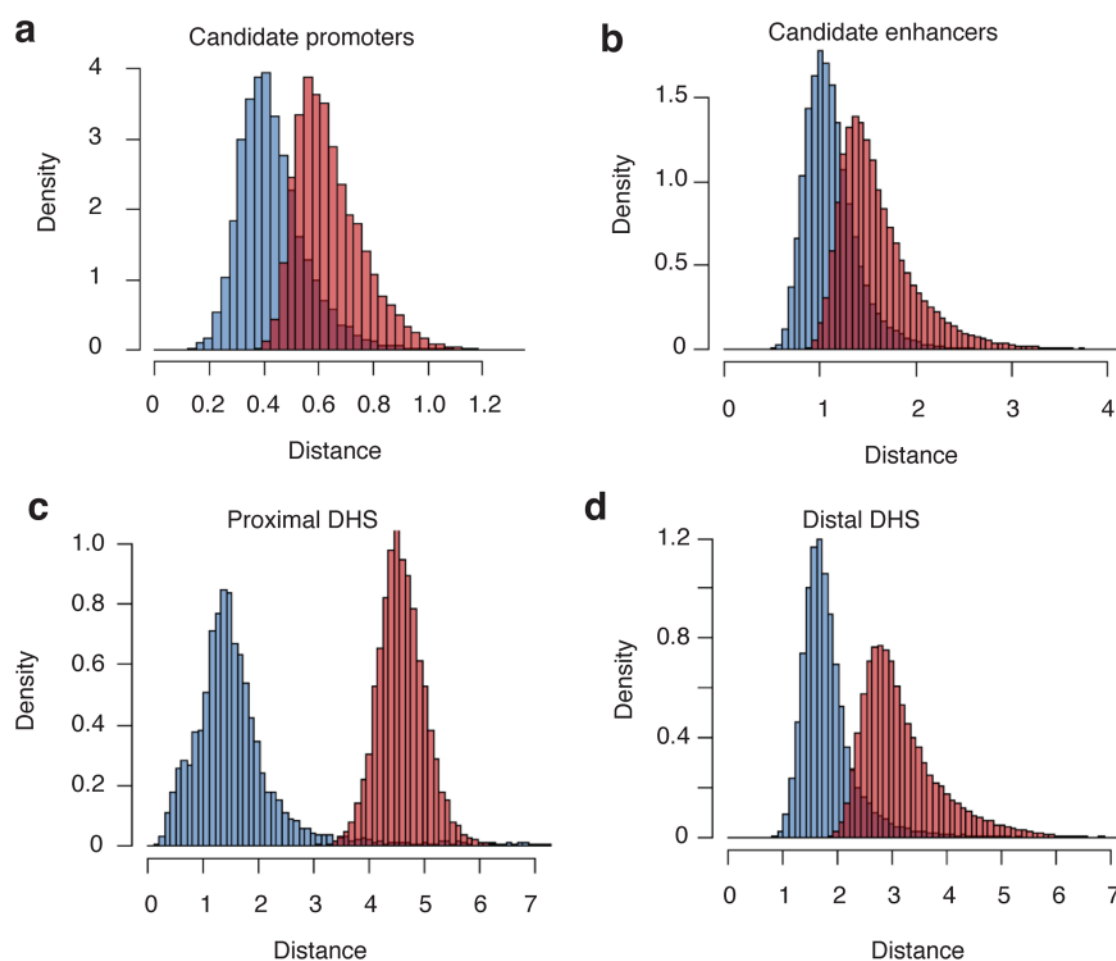 a
Candidate promoters
4
3
2
1
0
Density
0 0.2 0.4 0.6 0.8 1.0 1.2
Distance
b
Candidate enhancers
1.5
1.0
0.5
0
Density
0 1 2 3 4
Distance
c
Proximal DHS
1.0
0.8
0.6
0.4
0.2
0
Density
0 1 2 3 4 5 6 7
Distance
d
Distal DHS
1.2
0.8
0.4
0
Density
0 1 2 3 4 5 6 7
Distance